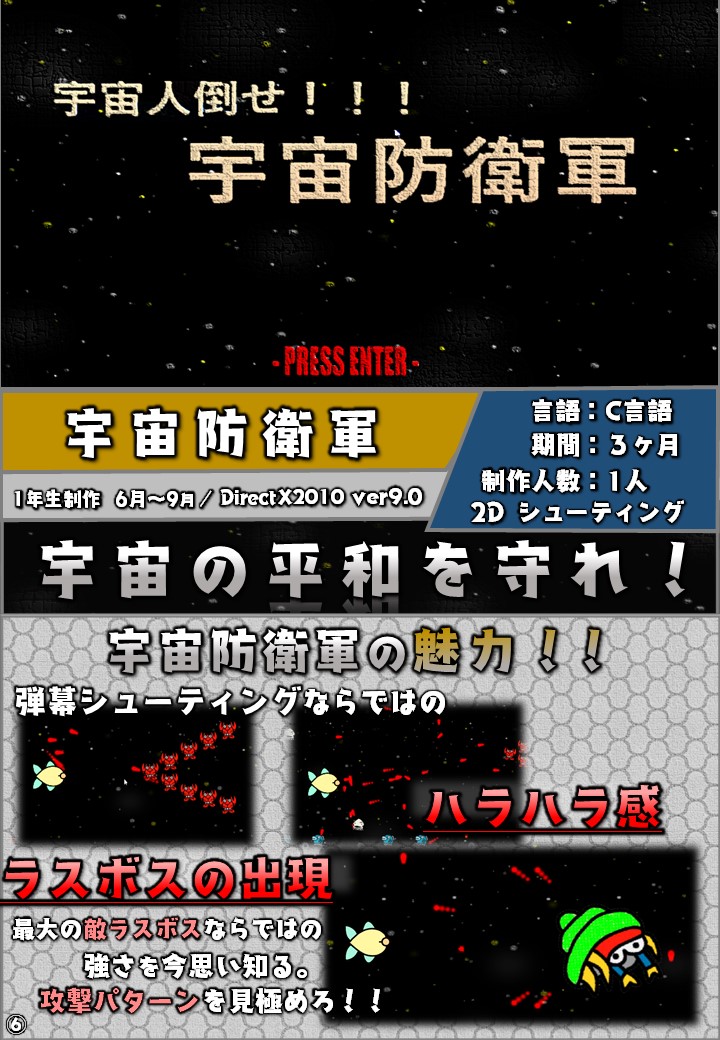 宇宙人倒せ！！！
宇宙防衛軍
- PRESS ENTER -
宇宙防衛軍
言語：C言語
期間：３ヶ月
制作人数：1人
2D シューティング
1年生制作 6月～9月／DirectX2010 ver9.0
宇宙の平和を守れ！
宇宙防衛軍の魅力！！
弾幕シューティングならではの
ハラハラ感
ラスボスの出現
最大の敵ラスボスならではの
強さを今思い知る。
攻撃パターンを見極めろ！！
⑥